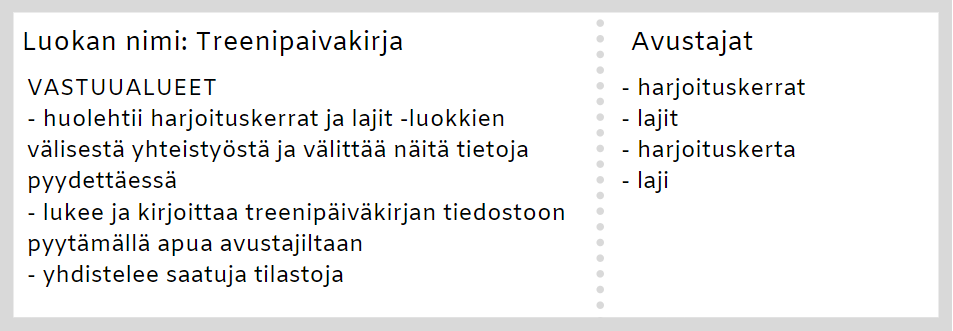 Luokan nimi: Treenipaivakirja
VASTUUALUEET
- huolehtii harjoituskerrat ja lajit -luokkien
välisestä yhteistyöstä ja välittää näitä tietoja
pyydettäessä
- lukee ja kirjoittaa treenipäiväkirjan tiedostoon
pyytämällä apua avustajiltaan
- yhdistelee saatuja tilastoja
Avustajat
- harjoituskerrat
- lajit
- harjoituskerta
- laji